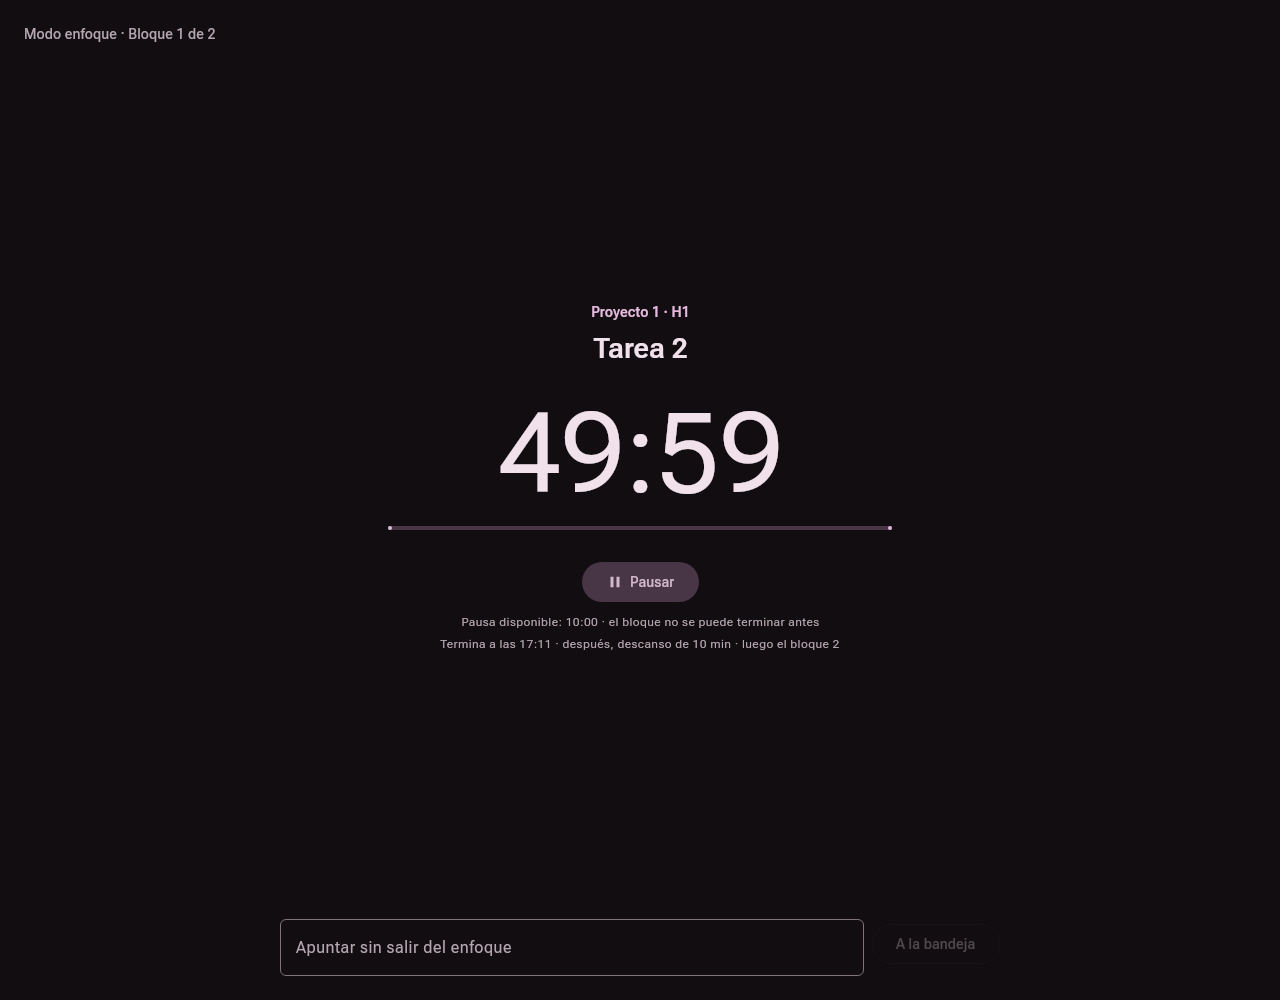 Modo enfoque · Bloque 1 de 2
Proyecto 1 · H1
Tarea 2
49:59
Pausar
Pausa disponible: 10:00 · el bloque no se puede terminar antes
Termina a las 17:11 · después, descanso de 10 min · luego el bloque 2
Apuntar sin salir del enfoque
A la bandeja